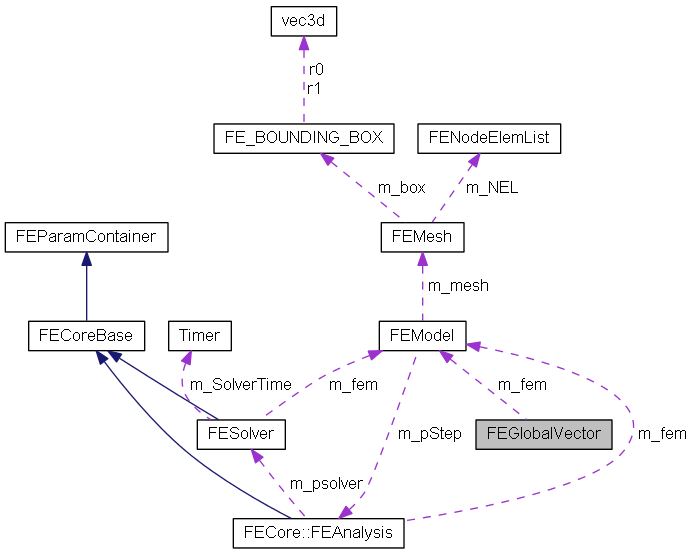 vec3d
r0
r1
FE_BOUNDING_BOX
FENodeElemList
m_box
m_NEL
FEParamContainer
FEMesh
m_mesh
FECoreBase
Timer
FEModel
m_SolverTime
m_fem
m_fem
FESolver
m_pStep
FEGlobalVector
m_fem
m_psolver
FECore::FEAnalysis